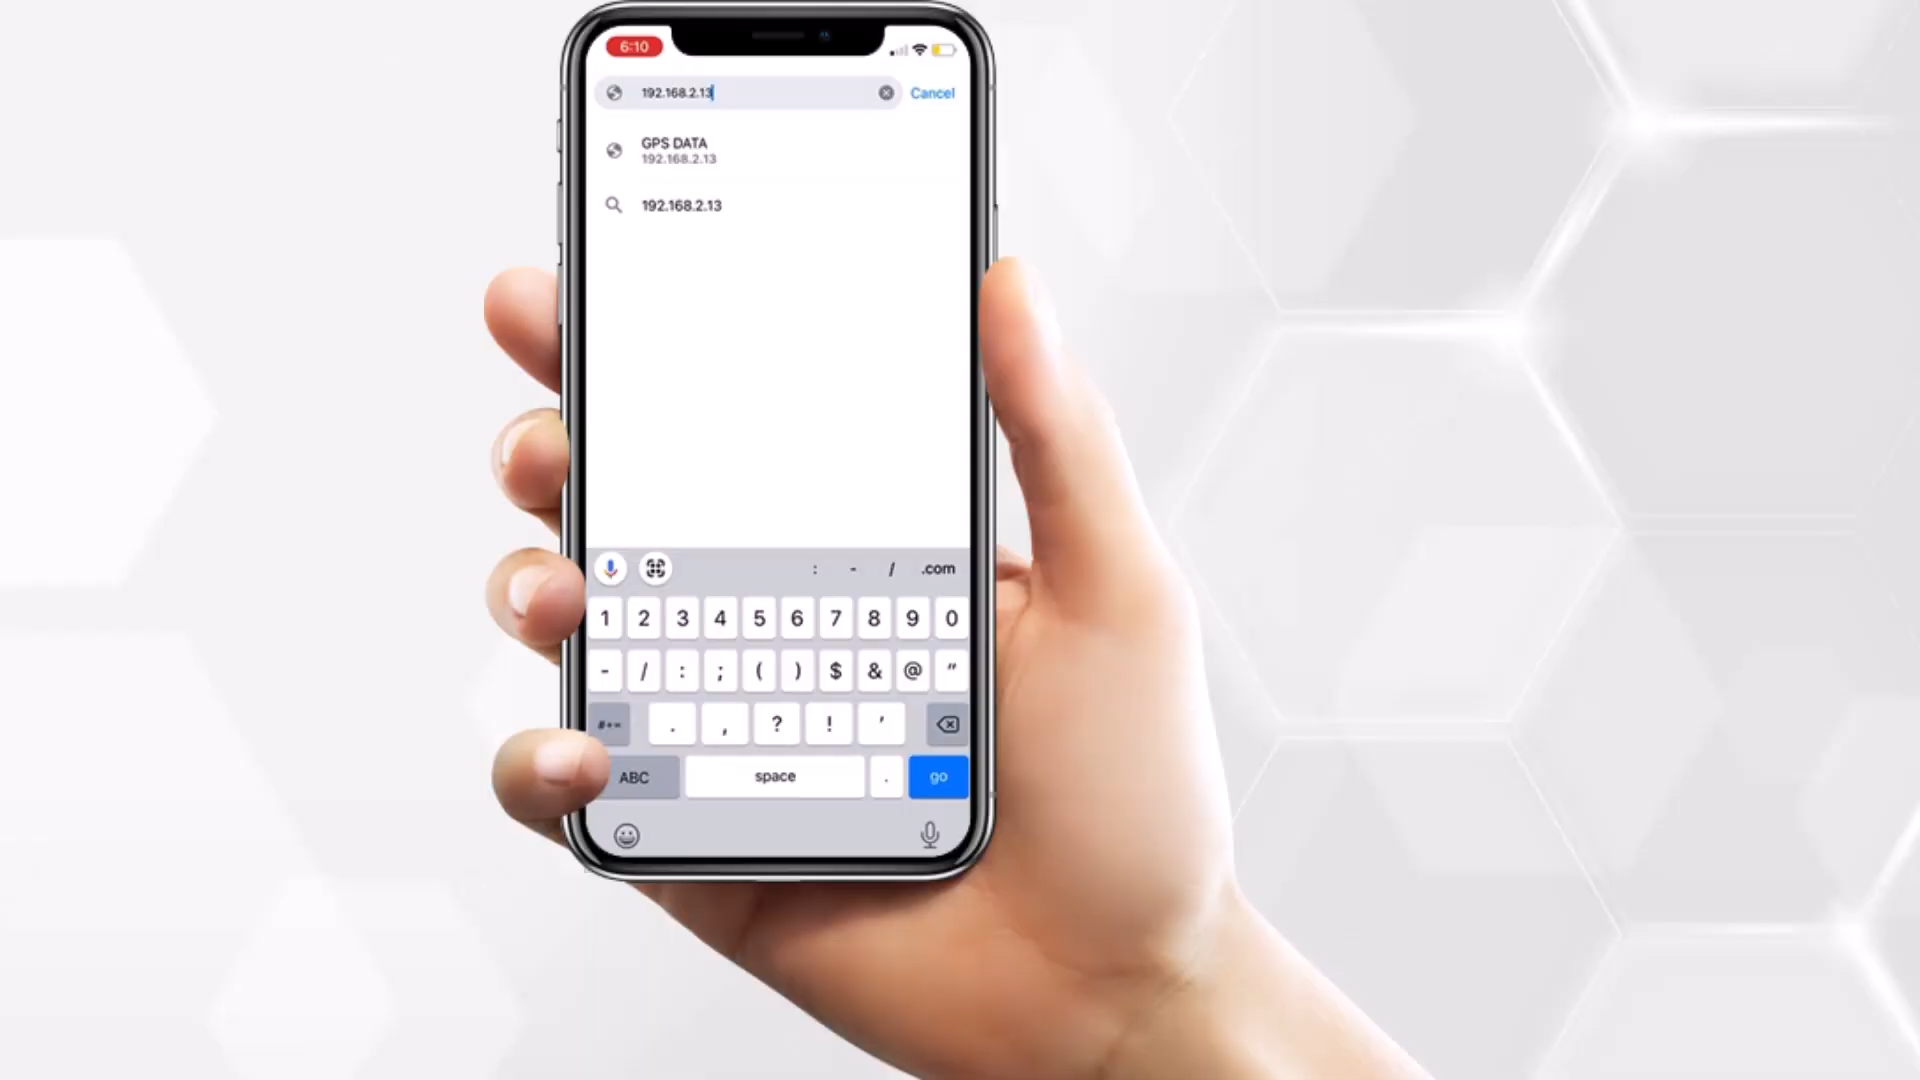 6:10
192.168.2.13
Cancel
GPS DATA
192.168.2.13
192.168.2.13
: - / .com
1 2 3 4 5 6 7 8 9 0
- / : ; ( ) $ & @ "
#+= . , ? ! '
ABC space . go